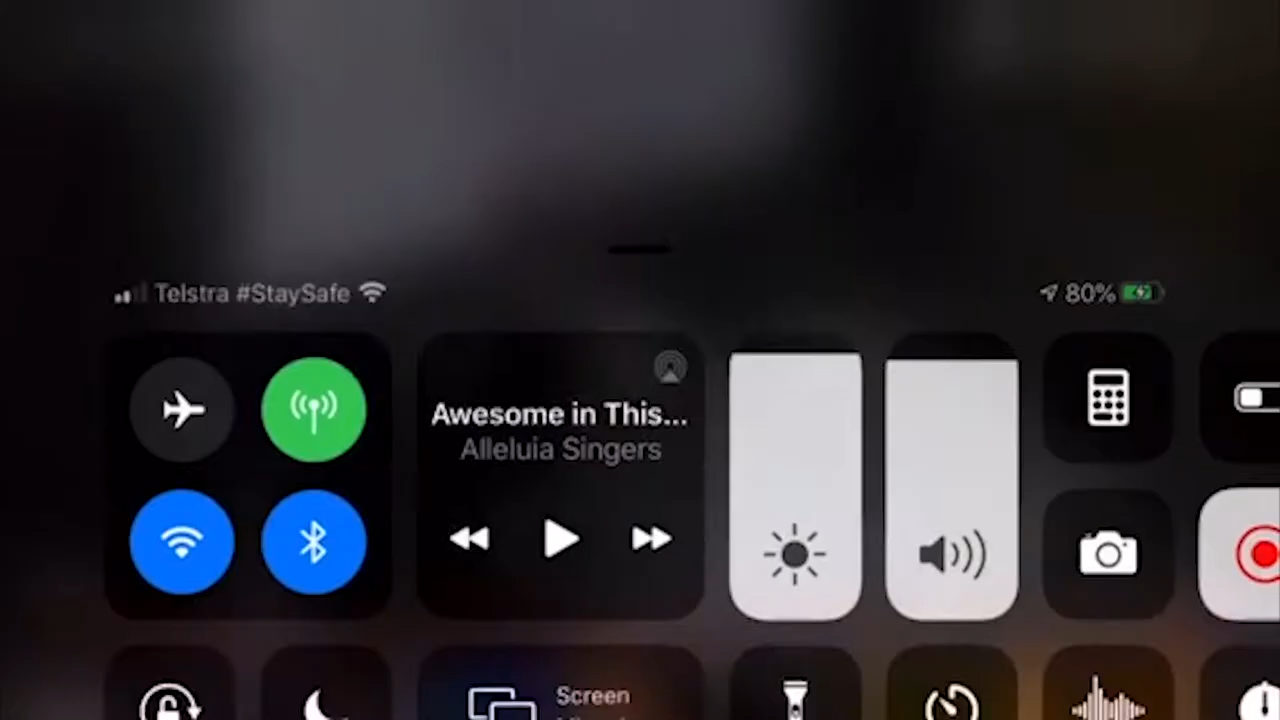 Telstra #StaySafe
80%
Awesome in This...
Alleluia Singers
Screen